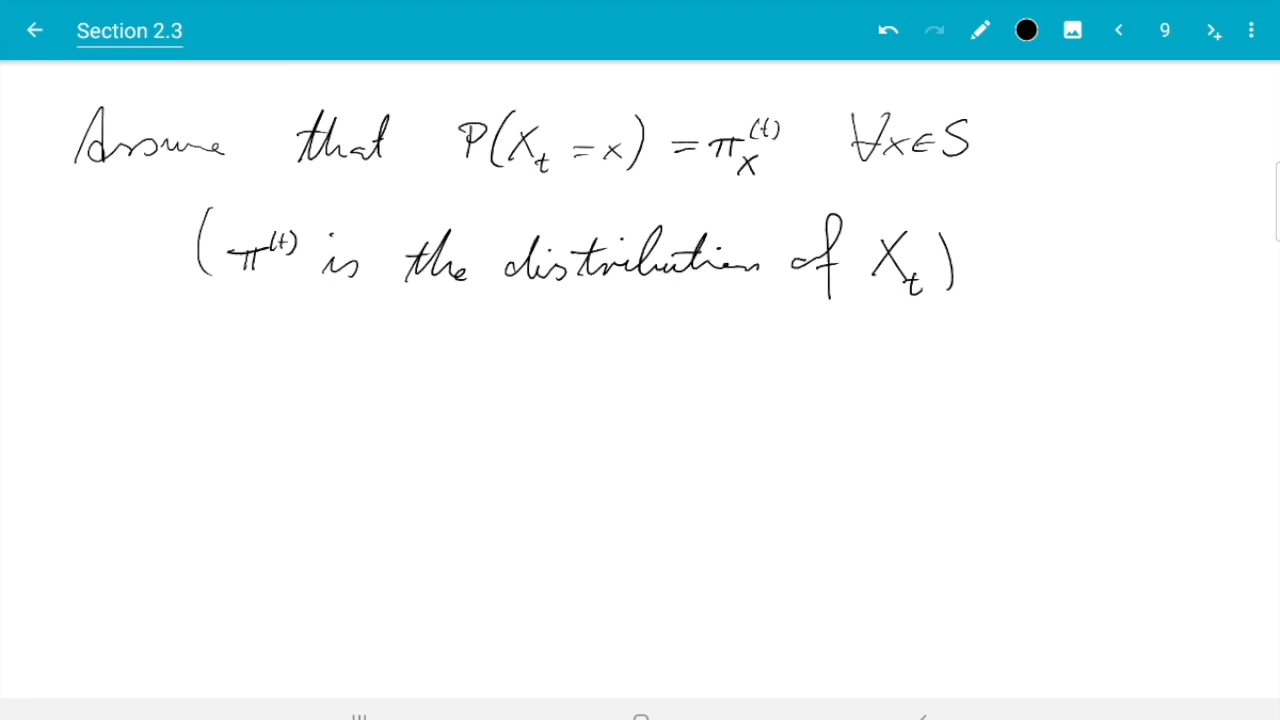 Section 2.3
9
Assume that P(X_t = x) = π_x^(t) ∀x∈S
(π^(t) is the distribution of X_t)